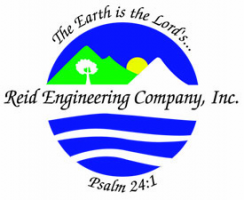 The Earth is the Lord's...
Reid Engineering Company, Inc.
Psalm 24:1